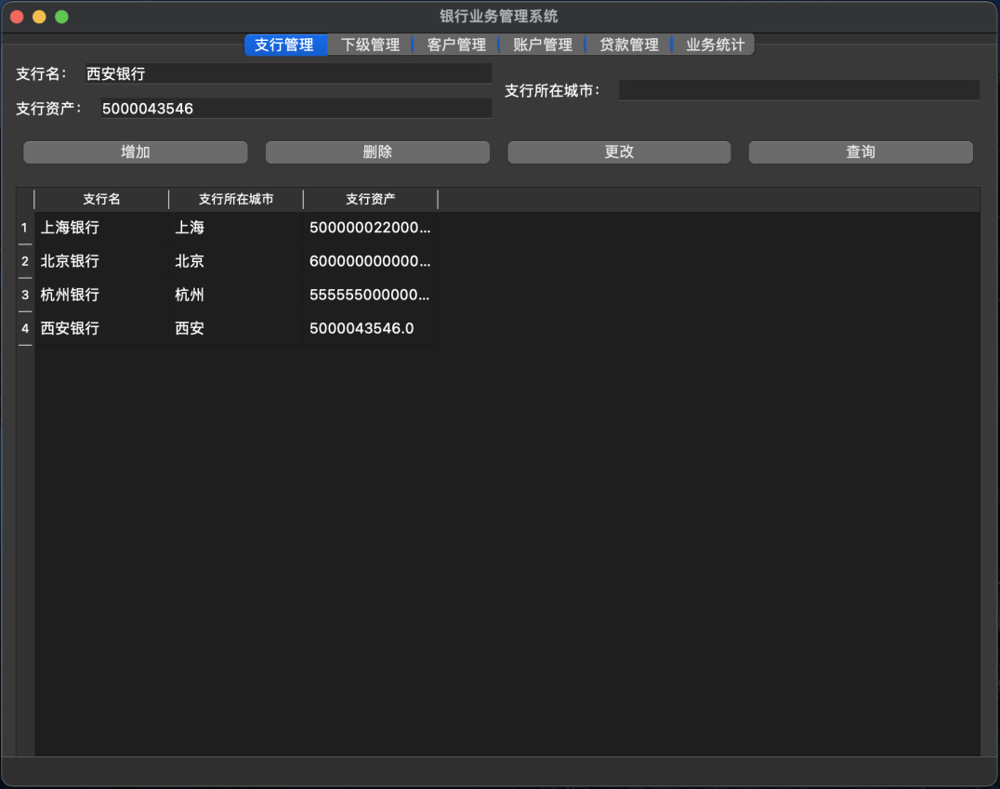 银行业务管理系统
支行管理 下级管理 客户管理 账户管理 贷款管理 业务统计
支行名： 西安银行
支行所在城市：
支行资产： 5000043546
增加 删除 更改 查询
支行名 支行所在城市 支行资产
1 上海银行 上海 500000022000...
2 北京银行 北京 600000000000...
3 杭州银行 杭州 555555000000...
4 西安银行 西安 5000043546.0